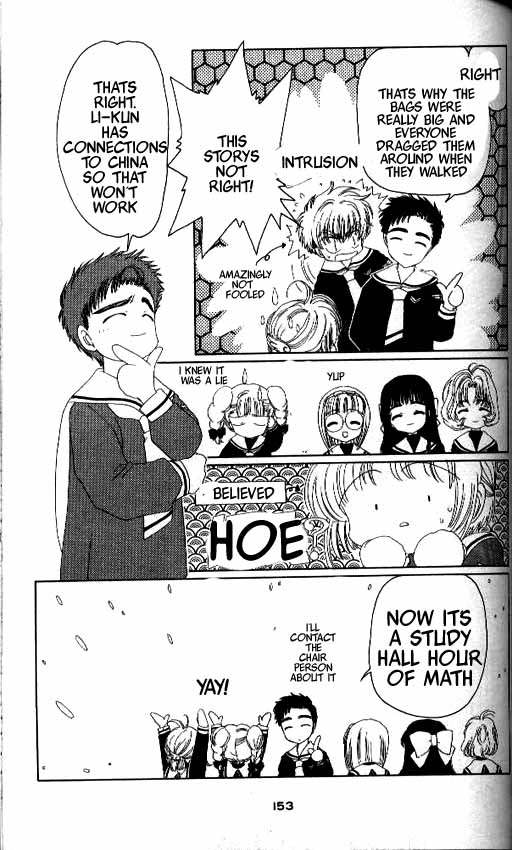 RIGHT
THATS WHY THE
BAGS WERE
REALLY BIG AND
EVERYONE
DRAGGED THEM
AROUND WHEN
THEY WALKED
INTRUSION
THIS
STORYS
NOT
RIGHT!
AMAZINGLY
NOT
FOOLED
THATS
RIGHT.
LI-KUN
HAS
CONNECTIONS
TO CHINA
SO THAT
WON'T
WORK
YUP
I KNEW IT
WAS A LIE
BELIEVED
HOE
NOW ITS
A STUDY
HALL HOUR
OF MATH
I'LL
CONTACT
THE
CHAIR
PERSON
ABOUT IT
YAY!
153